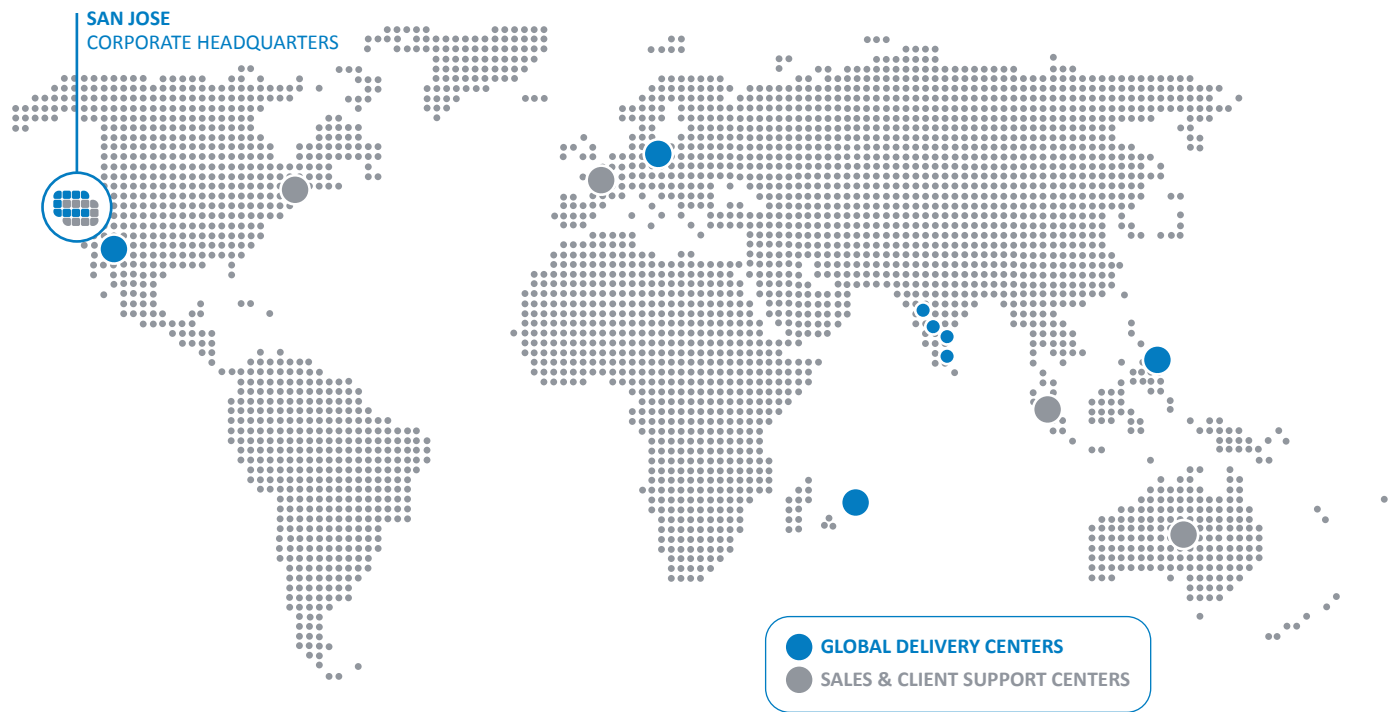 SAN JOSE
CORPORATE HEADQUARTERS
GLOBAL DELIVERY CENTERS
SALES & CLIENT SUPPORT CENTERS